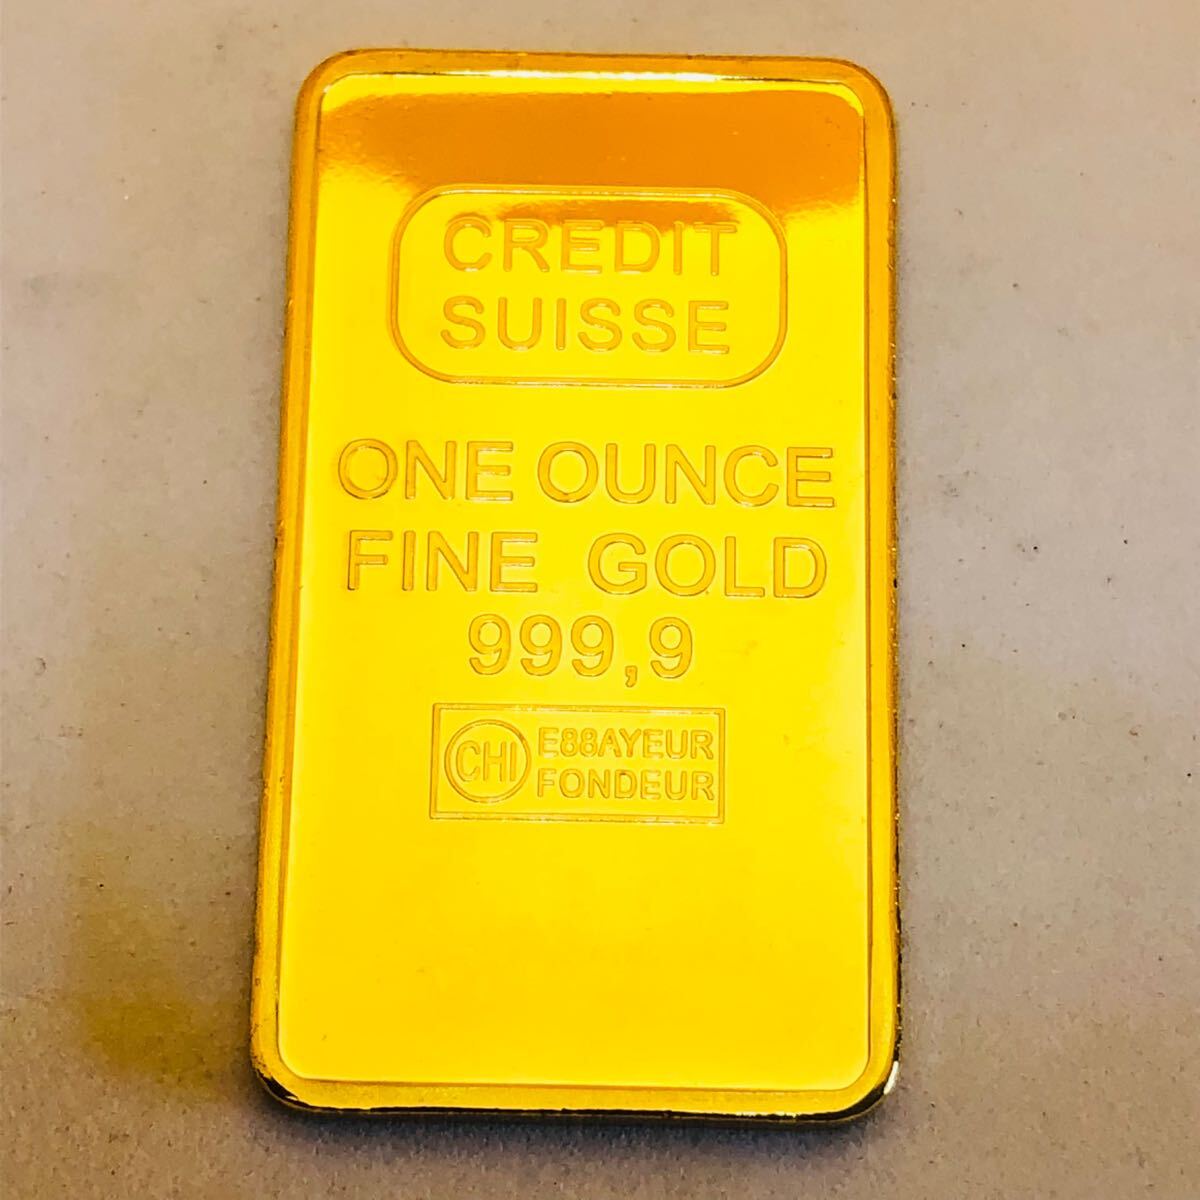 CREDIT
SUISSE
ONE OUNCE
FINE GOLD
999,9
CHI
E88AYEUR
FONDEUR